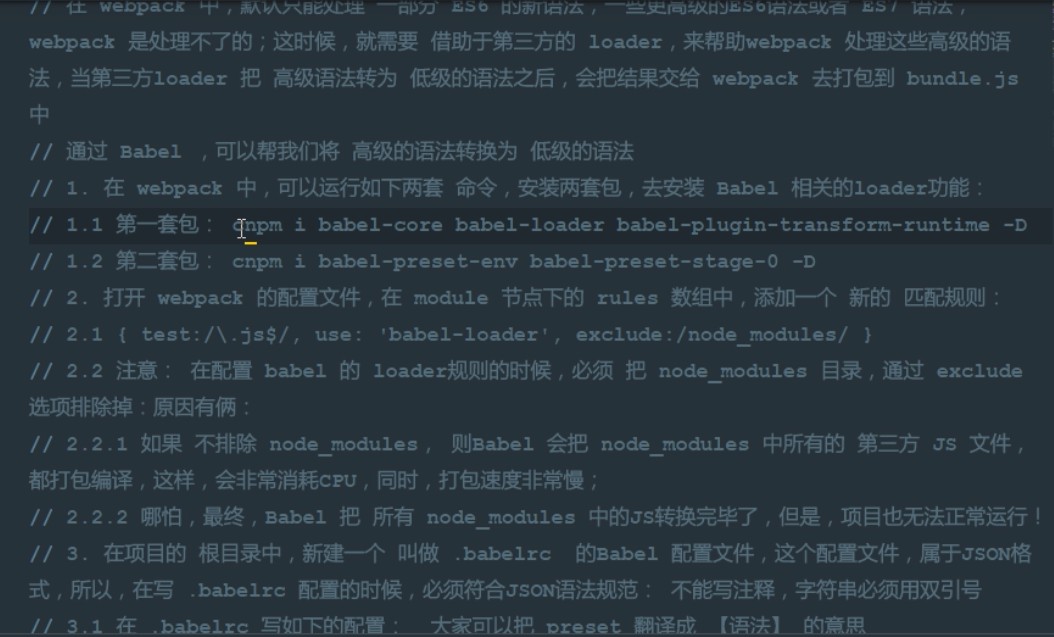 // 在 webpack 中，默认只能处理 一部分 ES6 的新语法，一些更高级的ES6语法或者 ES7 语法，
webpack 是处理不了的；这时候，就需要 借助于第三方的 loader，来帮助webpack 处理这些高级的语
法，当第三方loader 把 高级语法转为 低级的语法之后，会把结果交给 webpack 去打包到 bundle.js
中
// 通过 Babel ，可以帮我们将 高级的语法转换为 低级的语法
// 1. 在 webpack 中，可以运行如下两套 命令，安装两套包，去安装 Babel 相关的loader功能：
// 1.1 第一套包： cnpm i babel-core babel-loader babel-plugin-transform-runtime -D
// 1.2 第二套包： cnpm i babel-preset-env babel-preset-stage-0 -D
// 2. 打开 webpack 的配置文件，在 module 节点下的 rules 数组中，添加一个 新的 匹配规则：
// 2.1 { test:/\.js$/, use: 'babel-loader', exclude:/node_modules/ }
// 2.2 注意： 在配置 babel 的 loader规则的时候，必须 把 node_modules 目录，通过 exclude
选项排除掉：原因有俩：
// 2.2.1 如果 不排除 node_modules， 则Babel 会把 node_modules 中所有的 第三方 JS 文件，
都打包编译，这样，会非常消耗CPU，同时，打包速度非常慢；
// 2.2.2 哪怕，最终，Babel 把 所有 node_modules 中的JS转换完毕了，但是，项目也无法正常运行！
// 3. 在项目的 根目录中，新建一个 叫做 .babelrc  的Babel 配置文件，这个配置文件，属于JSON格
式，所以，在写 .babelrc 配置的时候，必须符合JSON语法规范： 不能写注释，字符串必须用双引号
// 3.1 在 .babelrc 写如下的配置：  大家可以把 preset 翻译成 【语法】 的意思